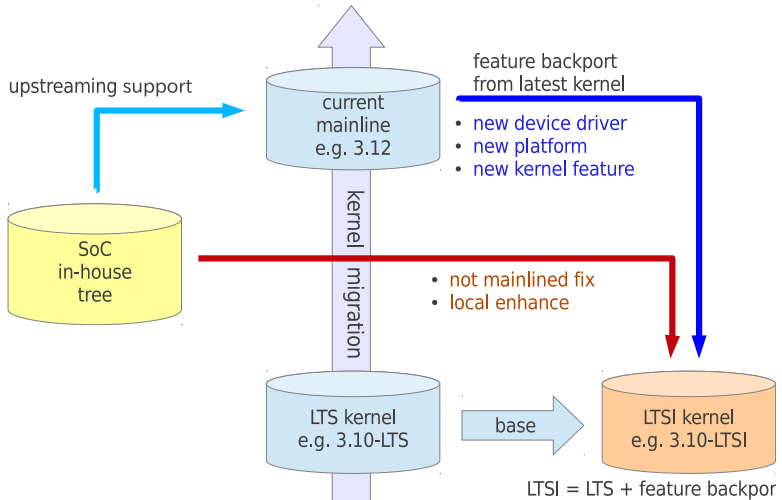 upstreaming support
current
mainline
e.g. 3.12
feature backport
from latest kernel
• new device driver
• new platform
• new kernel feature
SoC
in-house
tree
kernel migration
• not mainlined fix
• local enhance
LTS kernel
e.g. 3.10-LTS
base
LTSI kernel
e.g. 3.10-LTSI
LTSI = LTS + feature backpor